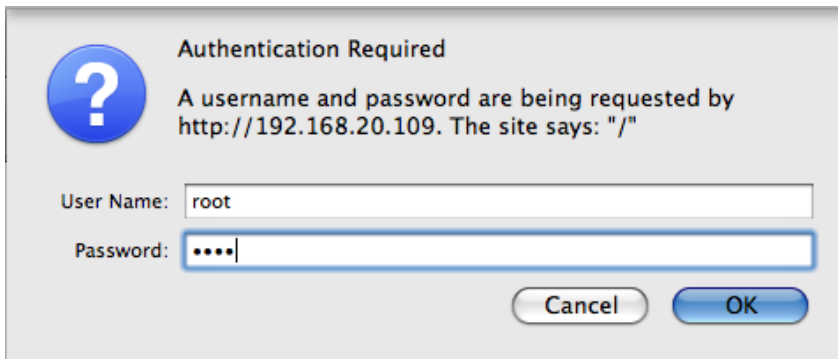 Authentication Required
A username and password are being requested by
http://192.168.20.109. The site says: "/"
User Name: root
Password: ••••
Cancel OK